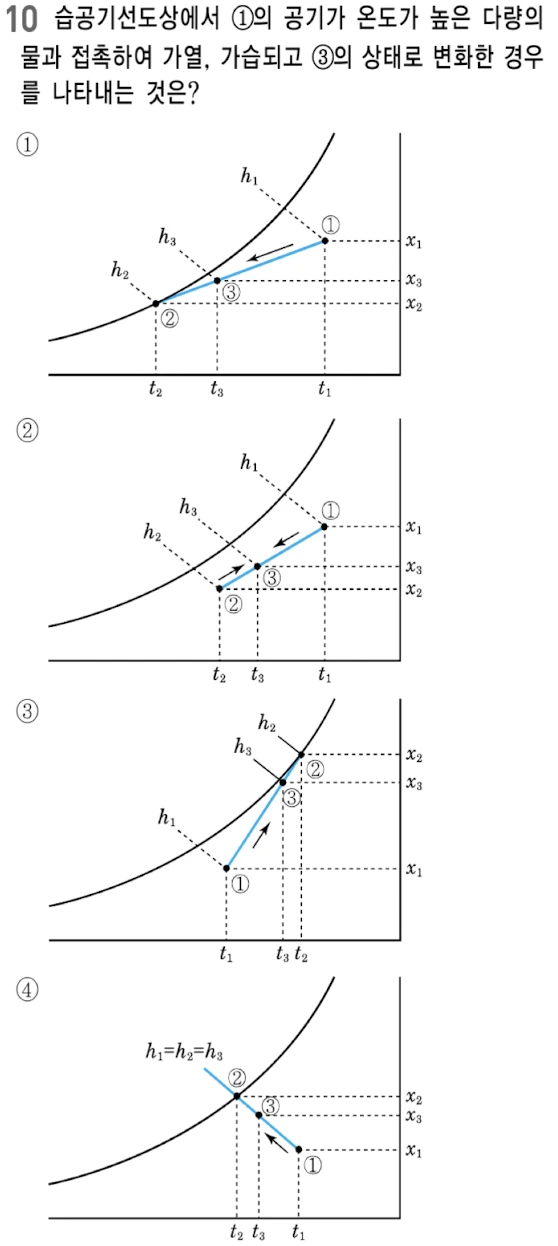 10 습공기선도상에서 ①의 공기가 온도가 높은 다량의
물과 접촉하여 가열, 가습되고 ③의 상태로 변화한 경우
를 나타내는 것은?
①
h₁
①
x₁
h₃
③
x₃
h₂
②
x₂
t₂ t₃ t₁
②
h₁
①
x₁
h₃
h₂
③
x₃
②
x₂
t₂ t₃ t₁
③
h₂
x₂
h₃
②
x₃
③
h₁
x₁
①
t₁ t₃ t₂
④
h₁=h₂=h₃
②
x₂
③
x₃
x₁
①
t₂ t₃ t₁